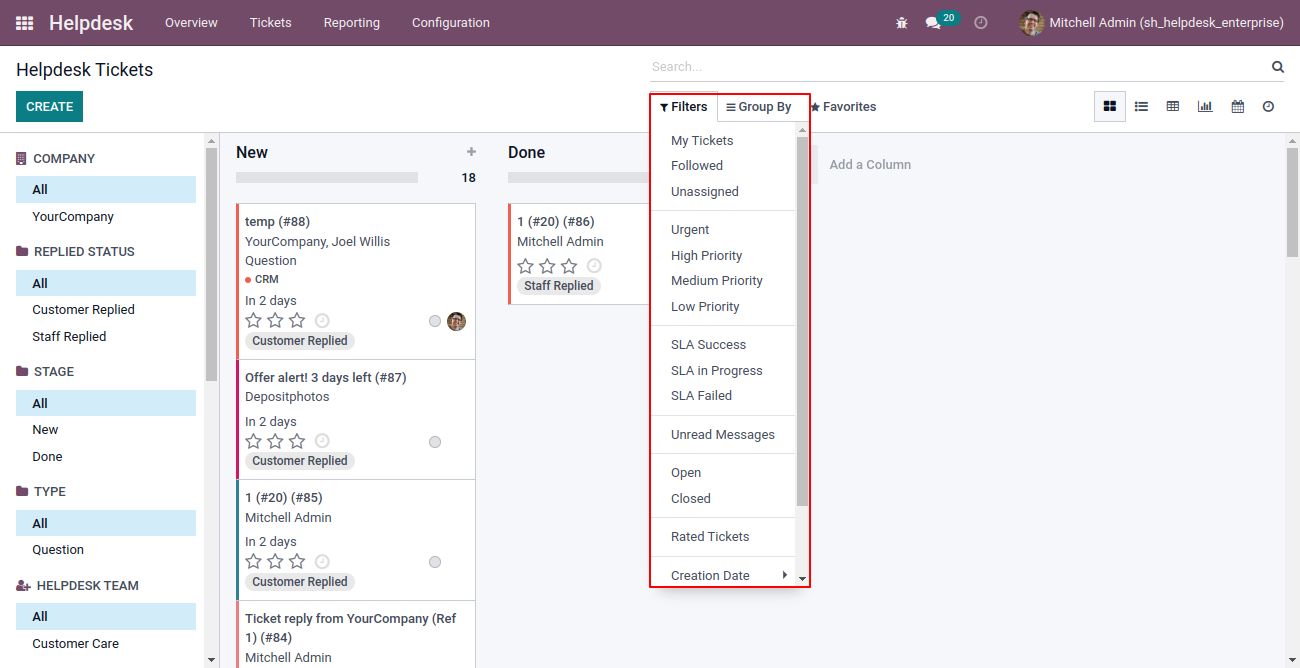 Helpdesk Overview Tickets Reporting Configuration 20 Mitchell Admin (sh_helpdesk_enterprise)
Helpdesk Tickets
Search...
CREATE
Filters Group By Favorites
COMPANY
All
YourCompany
REPLIED STATUS
All
Customer Replied
Staff Replied
STAGE
All
New
Done
TYPE
All
Question
HELPDESK TEAM
All
Customer Care
New
18
temp (#88)
YourCompany, Joel Willis
Question
CRM
In 2 days
Customer Replied
Offer alert! 3 days left (#87)
Depositphotos
In 2 days
Customer Replied
1 (#20) (#85)
Mitchell Admin
In 2 days
Customer Replied
Ticket reply from YourCompany (Ref
1) (#84)
Mitchell Admin
Done
1 (#20) (#86)
Mitchell Admin
Staff Replied
My Tickets
Followed
Unassigned
Urgent
High Priority
Medium Priority
Low Priority
SLA Success
SLA in Progress
SLA Failed
Unread Messages
Open
Closed
Rated Tickets
Creation Date
Add a Column